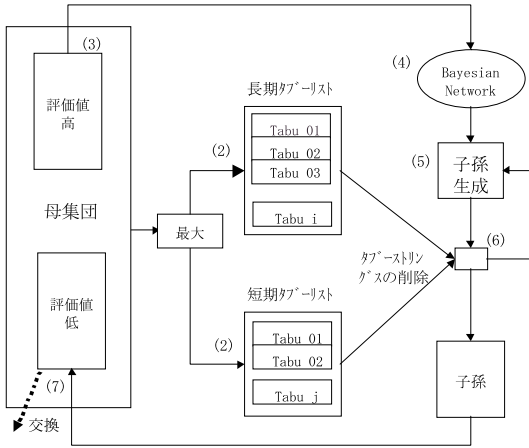 (3)
評価値
高
母集団
評価値
低
(7)
交換
最大
(2)
(2)
長期ﾀﾌﾞｰﾘｽﾄ
Tabu 01
Tabu 02
Tabu 03
Tabu i
短期ﾀﾌﾞｰﾘｽﾄ
Tabu 01
Tabu 02
Tabu j
(4)
Bayesian
Network
(5)
子孫
生成
(6)
ﾀﾌﾞｰｽﾄﾘﾝ
ｸﾞｽの削除
子孫